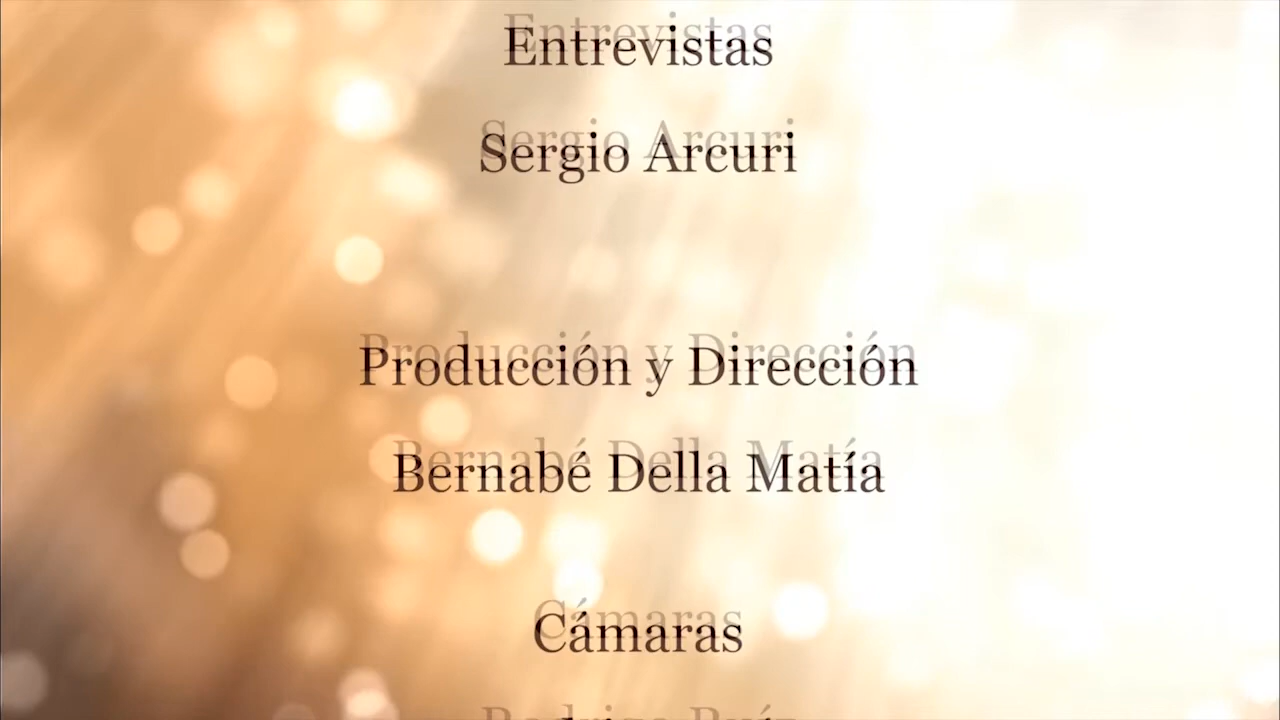 Entrevistas
Sergio Arcuri
Producción y Dirección
Bernabé Della Matía
Cámaras